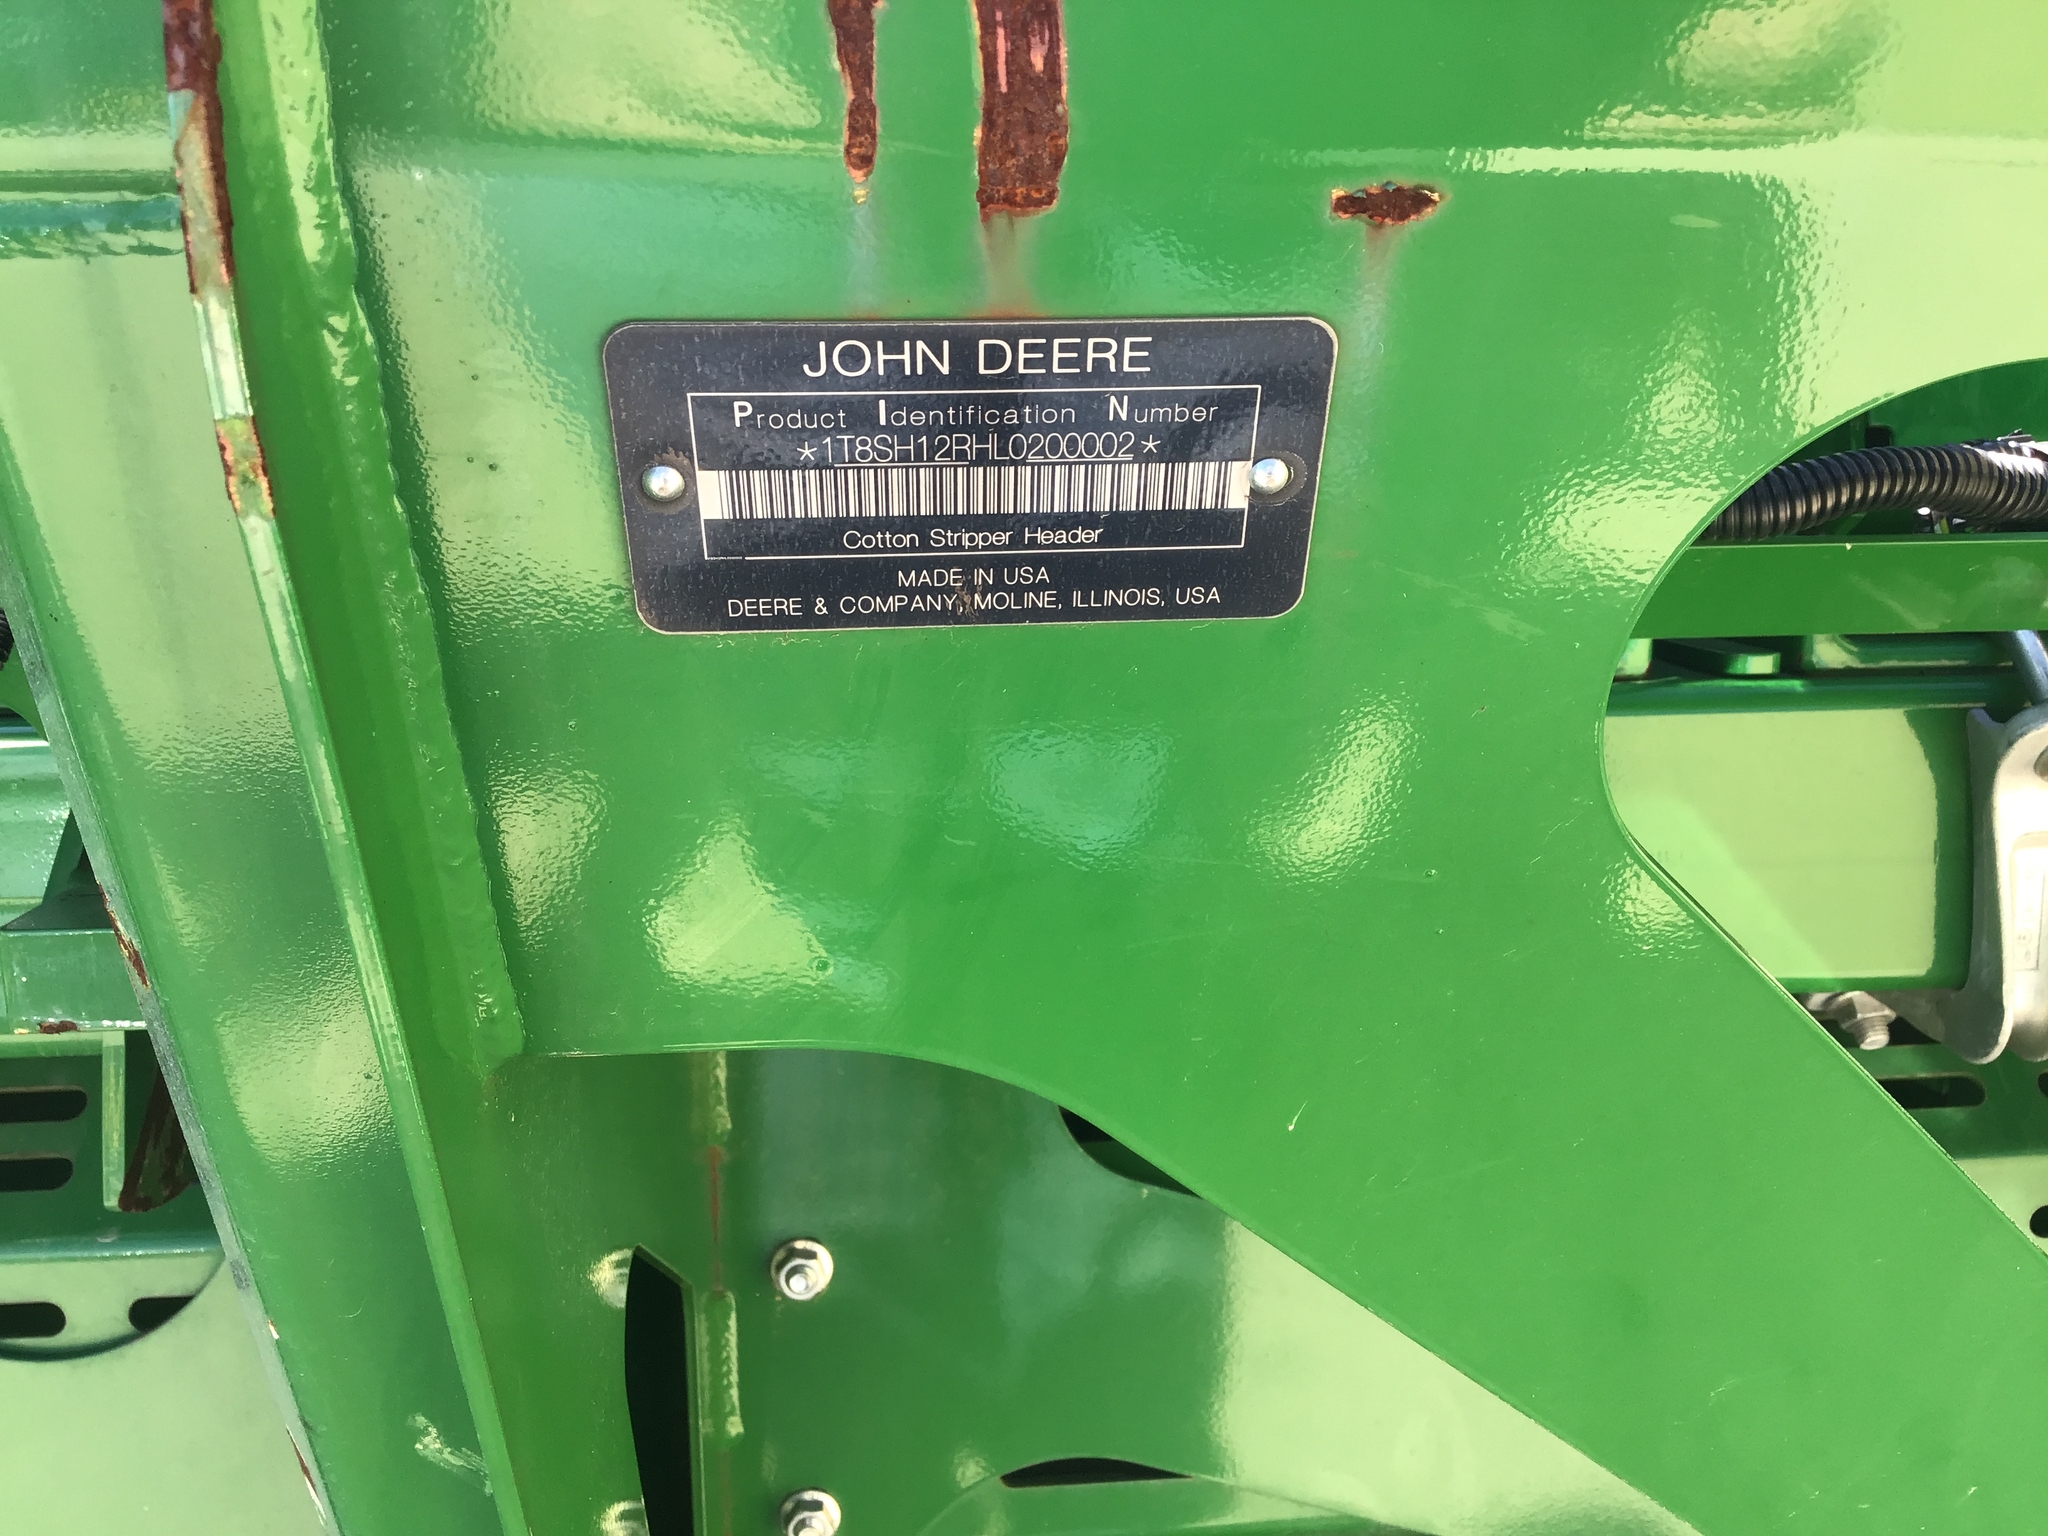 JOHN DEERE
Product Identification Number
*1T8SH12RHL0200002*
Cotton Stripper Header
MADE IN USA
DEERE & COMPANY, MOLINE, ILLINOIS, USA